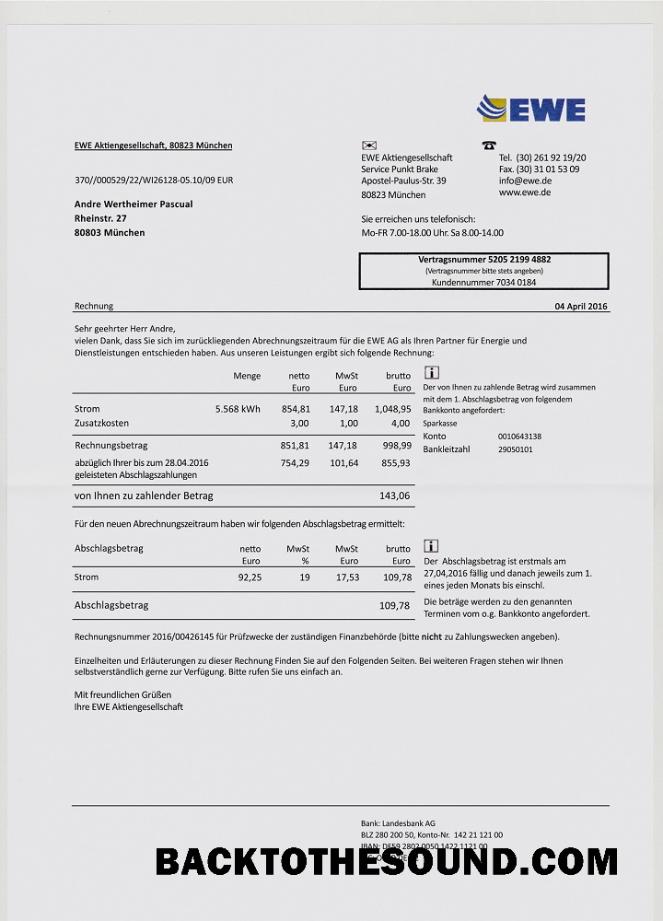 EWE
EWE Aktiengesellschaft, 80823 München
370//000529/22/WI26128-05.10/09 EUR
Andre Wertheimer Pascual
Rheinstr. 27
80803 München
EWE Aktiengesellschaft
Service Punkt Brake
Apostel-Paulus-Str. 39
80823 München
Tel. (30) 261 92 19/20
Fax. (30) 31 01 53 09
info@ewe.de
www.ewe.de
Sie erreichen uns telefonisch:
Mo-FR 7.00-18.00 Uhr. Sa 8.00-14.00
Vertragsnummer 5205 2199 4882
(Vertragsnummer bitte stets angeben)
Kundennummer 7034 0184
Rechnung 04 April 2016
Sehr geehrter Herr Andre,
vielen Dank, dass Sie sich im zurückliegenden Abrechnungszeitraum für die EWE AG als Ihren Partner für Energie und
Dienstleistungen entschieden haben. Aus unseren Leistungen ergibt sich folgende Rechnung:
Menge netto MwSt brutto
Euro Euro Euro
Strom 5.568 kWh 854,81 147,18 1,048,95
Zusatzkosten 3,00 1,00 4,00
Rechnungsbetrag 851,81 147,18 998,99
abzüglich Ihrer bis zum 28.04.2016 754,29 101,64 855,93
geleisteten Abschlagszahlungen
von Ihnen zu zahlender Betrag 143,06
i
Der von Ihnen zu zahlende Betrag wird zusammen
mit dem 1. Abschlagsbetrag von folgendem
Bankkonto angefordert:
Sparkasse
Konto 0010643138
Bankleitzahl 29050101
Für den neuen Abrechnungszeitraum haben wir folgenden Abschlagsbetrag ermittelt:
Abschlagsbetrag netto MwSt MwSt brutto
Euro % Euro Euro
Strom 92,25 19 17,53 109,78
Abschlagsbetrag 109,78
i
Der Abschlagsbetrag ist erstmals am
27,04,2016 fällig und danach jeweils zum 1.
eines jeden Monats bis einschl.
Die beträge werden zu den genannten
Terminen vom o.g. Bankkonto angefordert.
Rechnungsnummer 2016/00426145 für Prüfzwecke der zuständigen Finanzbehörde (bitte nicht zu Zahlungswecken angeben).
Einzelheiten und Erläuterungen zu dieser Rechnung Finden Sie auf den Folgenden Seiten. Bei weiteren Fragen stehen wir Ihnen
selbstverständlich gerne zur Verfügung. Bitte rufen Sie uns einfach an.
Mit freundlichen Grüßen
Ihre EWE Aktiengesellschaft
Bank: Landesbank AG
BLZ 280 200 50, Konto-Nr. 142 21 121 00
IBAN: DE59 2802 0050 1422 1121 00
BACKTOTHESOUND.COM